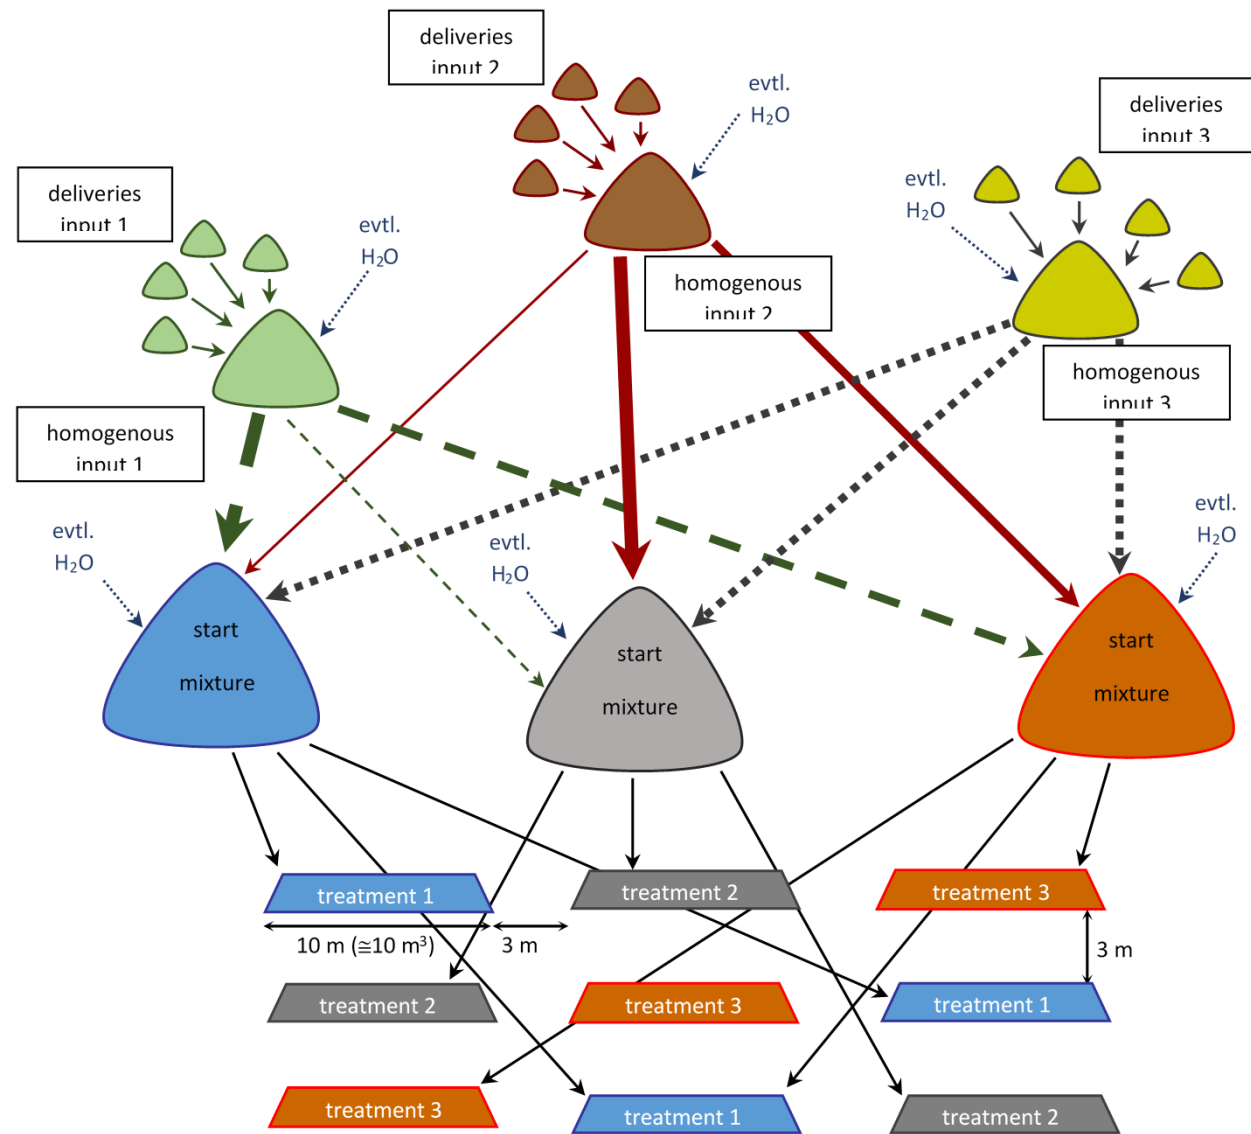 deliveries
input 2
evtl.
H₂O
deliveries
input 3
evtl.
H₂O
deliveries
input 1
evtl.
H₂O
homogenous
input 2
homogenous
input 3
homogenous
input 1
evtl.
H₂O
evtl.
H₂O
evtl.
H₂O
start
mixture
start
mixture
start
mixture
treatment 1
treatment 2
treatment 3
10 m (≅10 m³)
3 m
3 m
treatment 2
treatment 3
treatment 1
treatment 3
treatment 1
treatment 2